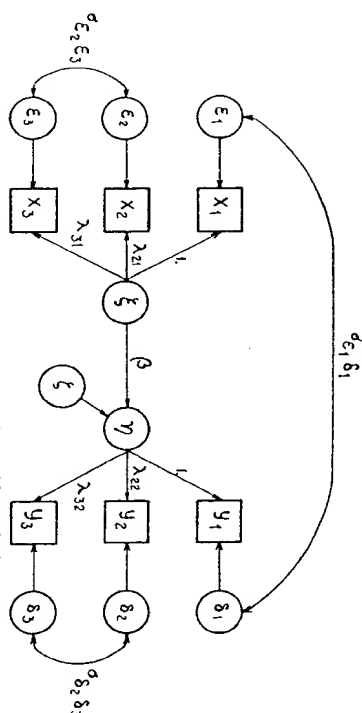 σε₁δ₁
ε₁ X₁ 1. 1. y₁ δ₁
ε₂ X₂ λ₂₁ ξ β η λ₂₂ y₂ δ₂
ζ
λ₃₁ λ₃₂
ε₃ X₃ y₃ δ₃
σε₂ε₃